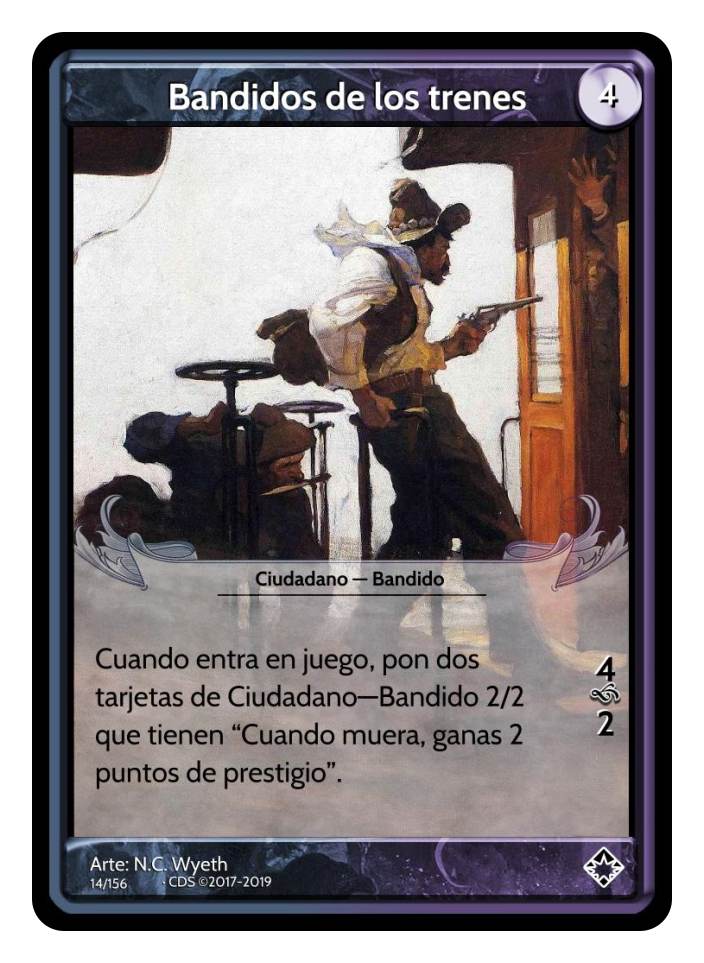 Bandidos de los trenes
4
Ciudadano — Bandido
Cuando entra en juego, pon dos
tarjetas de Ciudadano—Bandido 2/2
que tienen “Cuando muera, ganas 2
puntos de prestigio”.
4
2
Arte: N.C. Wyeth
14/156 · CDS ©2017-2019